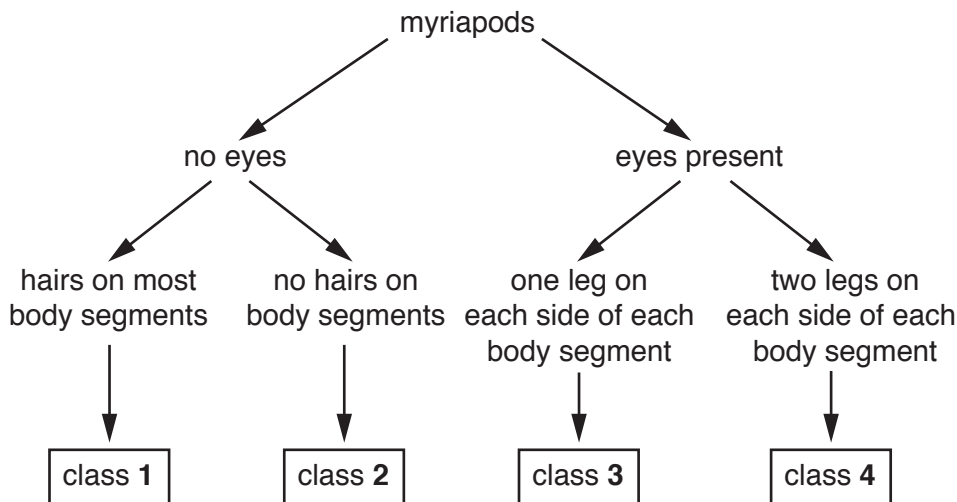 myriapods
no eyes
eyes present
hairs on most
body segments
no hairs on
body segments
one leg on
each side of each
body segment
two legs on
each side of each
body segment
class 1
class 2
class 3
class 4